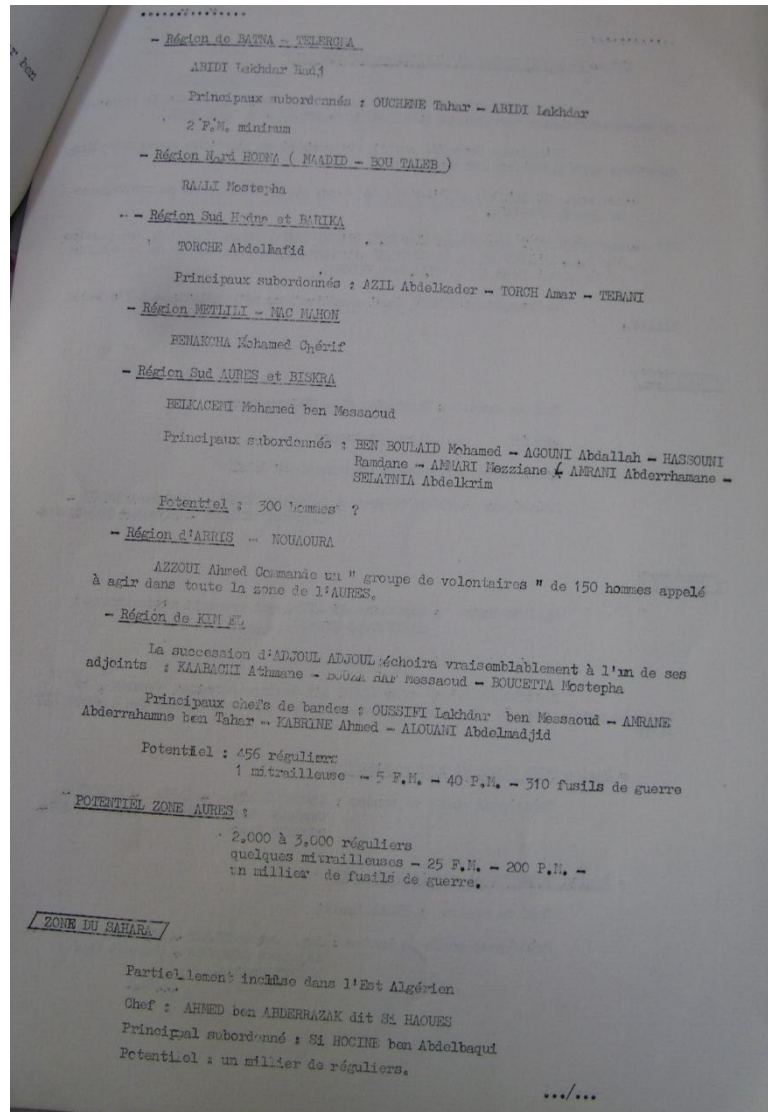 - Région de BATNA - TELERGMA
ABIDI Lakhdar Hadj
Principaux subordonnés : OUCHENE Tahar - ABIDI Lakhdar
2 F.M. minimum
- Région Nord HODNA ( MAADID - BOU TALEB )
RAALI Mostepha
- Région Sud Hodna et BARIKA
TORCHE Abdelhafid
Principaux subordonnés : AZIL Abdelkader - TORCH Amar - TEBANI
- Région METLILI - MAC MAHON
BENAKCHA Mohamed Chérif
- Région Sud AURES et BISKRA
BELKACEMI Mohamed ben Messaoud
Principaux subordonnés : BEN BOULAID Mohamed - AGOUNI Abdallah - HASSOUNI
Ramdane - AMMARI Mezziane - AMRANI Abderrhamane -
SELATNIA Abdelkrim
Potentiel : 300 hommes ?
- Région d'ARRIS - NOUAOURA
AZZOUI Ahmed Commande un " groupe de volontaires " de 150 hommes appelé
à agir dans toute la zone de l'AURES.
- Région de KIMMEL
La succession d'ADJOUL ADJOUL échoira vraisemblablement à l'un de ses
adjoints : KAABACHI Athmane - Messaoud - BOUCETTA Mostepha
Principaux chefs de bandes : OUSSIFI Lakhdar ben Messaoud - AMRANE
Abderrahamne ben Tahar - KABRINE Ahmed - ALOUANI Abdelmadjid
Potentiel : 456 réguliers
1 mitrailleuse - 5 F.M. - 40 P.M. - 310 fusils de guerre
POTENTIEL ZONE AURES :
2.000 à 3.000 réguliers
quelques mitrailleuses - 25 F.M. - 200 P.M. -
un millier de fusils de guerre.
ZONE DU SAHARA
Partiellement incluse dans l'Est Algérien
Chef : AHMED ben ABDERRAZAK dit Si HAOUES
Principal subordonné : Si HOCINE ben Abdelbaqui
Potentiel : un millier de réguliers.
.../...
ben